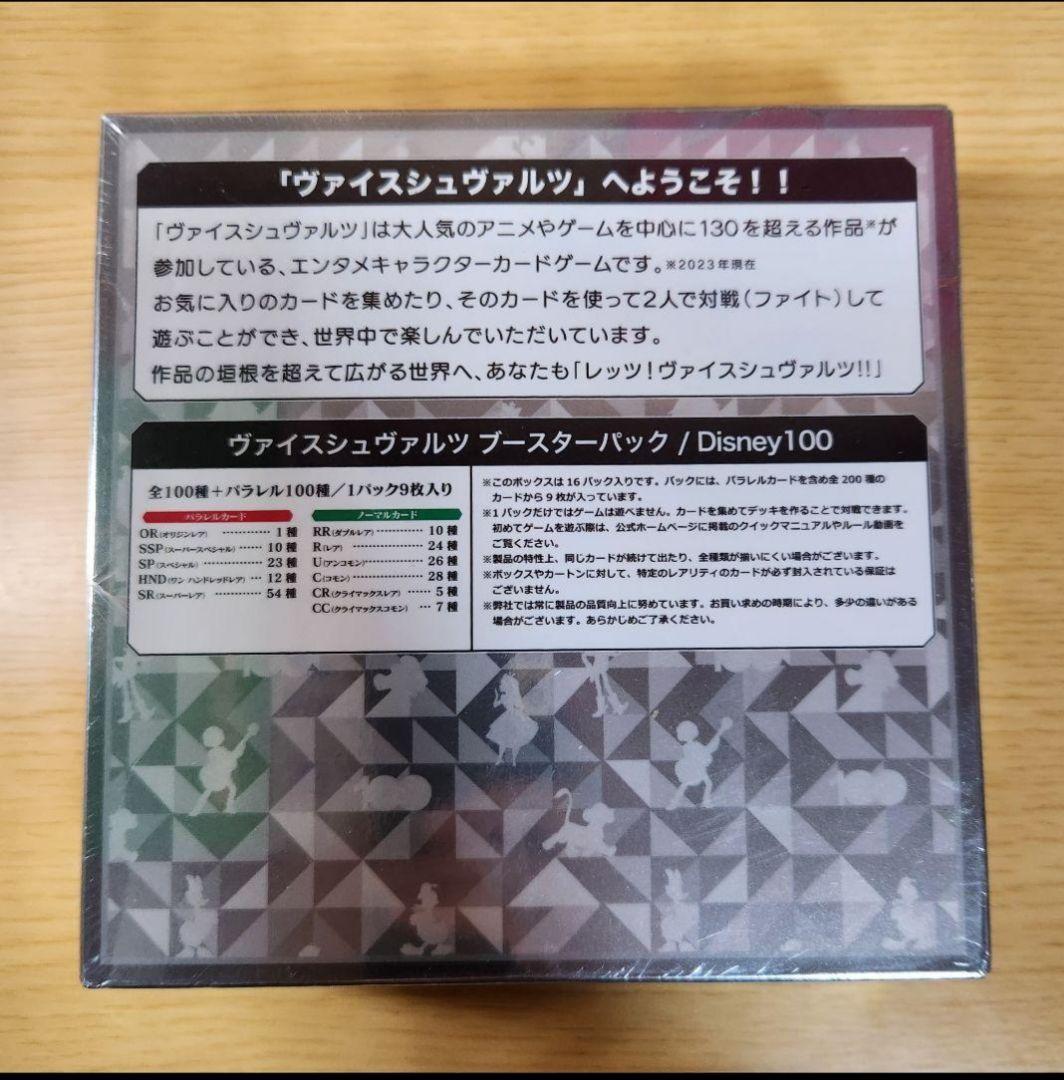 「ヴァイスシュヴァルツ」へようこそ！！
「ヴァイスシュヴァルツ」は大人気のアニメやゲームを中心に130を超える作品※が
参加している、エンタメキャラクターカードゲームです。※2023年現在
お気に入りのカードを集めたり、そのカードを使って2人で対戦（ファイト）して
遊ぶことができ、世界中で楽しんでいただいています。
作品の垣根を超えて広がる世界へ、あなたも「レッツ！ヴァイスシュヴァルツ!!」
ヴァイスシュヴァルツ ブースターパック / Disney100
全100種＋パラレル100種／1パック9枚入り
パラレルカード
OR(オリジンレア) ………… 1種
SSP(スーパースペシャル) …… 10種
SP(スペシャル) ………… 23種
HND(ワン ハンドレッドレア) … 12種
SR(スーパーレア) ………… 54種
ノーマルカード
RR(ダブルレア) ………… 10種
R(レア) ………… 24種
U(アンコモン) ………… 26種
C(コモン) ………… 28種
CR(クライマックスレア) …… 5種
CC(クライマックスコモン) … 7種
※このボックスは16パック入りです。パックには、パラレルカードを含め全200種の
カードから9枚が入っています。
※1パックだけではゲームは遊べません。カードを集めてデッキを作ることで対戦できます。
初めてゲームを遊ぶ際は、公式ホームページに掲載のクイックマニュアルやルール動画を
ご覧ください。
※製品の特性上、同じカードが続けて出たり、全種類が揃いにくい場合がございます。
※ボックスやカートンに対して、特定のレアリティのカードが必ず封入されている保証は
ございません。
※弊社では常に製品の品質向上に努めています。お買い求めの時期により、多少の違いがある
場合がございます。あらかじめご了承ください。